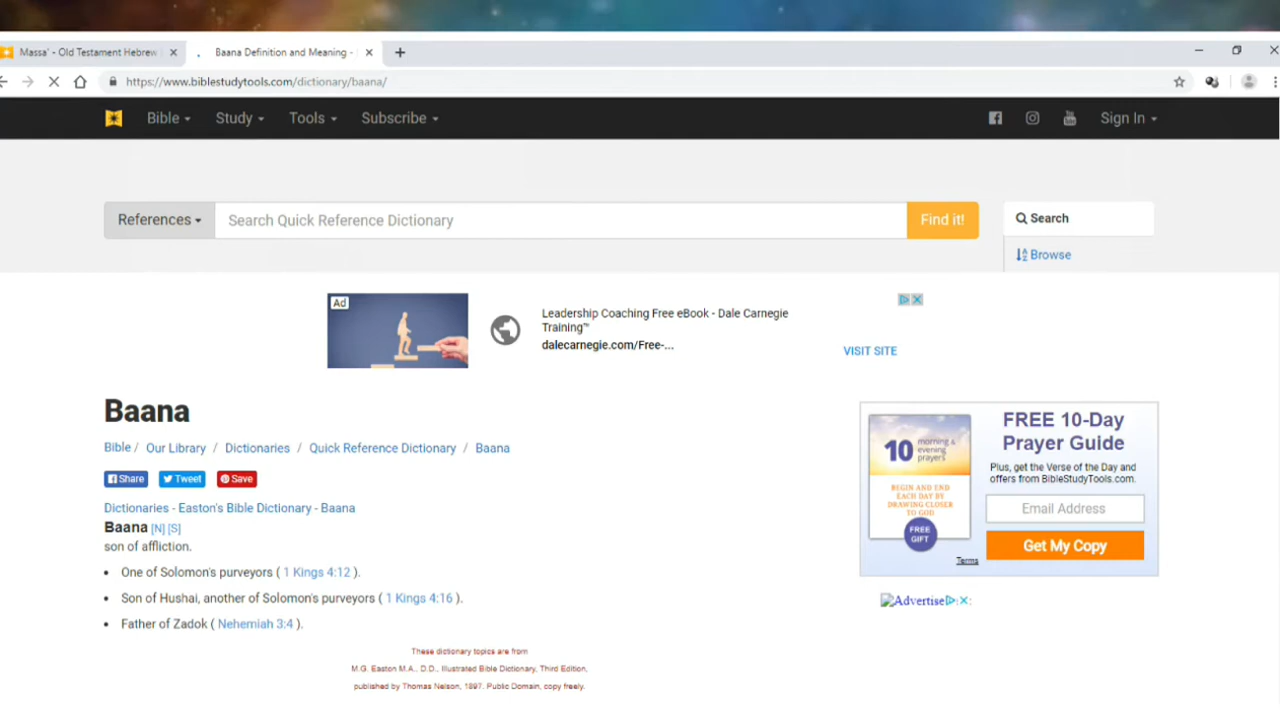 Massa' - Old Testament Hebrew
Baana Definition and Meaning -
https://www.biblestudytools.com/dictionary/baana/
Bible Study Tools Subscribe Sign In
References Search Quick Reference Dictionary Find it! Search
Browse
Ad
Leadership Coaching Free eBook - Dale Carnegie
Training™
dalecarnegie.com/Free-...
VISIT SITE
Baana
Bible / Our Library / Dictionaries / Quick Reference Dictionary / Baana
Share Tweet Save
Dictionaries - Easton's Bible Dictionary - Baana
Baana [N] [S]
son of affliction.
• One of Solomon's purveyors ( 1 Kings 4:12 ).
• Son of Hushai, another of Solomon's purveyors ( 1 Kings 4:16 ).
• Father of Zadok ( Nehemiah 3:4 ).
These dictionary topics are from
M.G. Easton M.A., D.D., Illustrated Bible Dictionary, Third Edition,
published by Thomas Nelson, 1897. Public Domain, copy freely.
10 morning & evening prayers
BEGIN AND END
EACH DAY BY
DRAWING CLOSER
TO GOD
FREE
GIFT
FREE 10-Day
Prayer Guide
Plus, get the Verse of the Day and
offers from BibleStudyTools.com.
Email Address
Get My Copy
Terms
Advertise